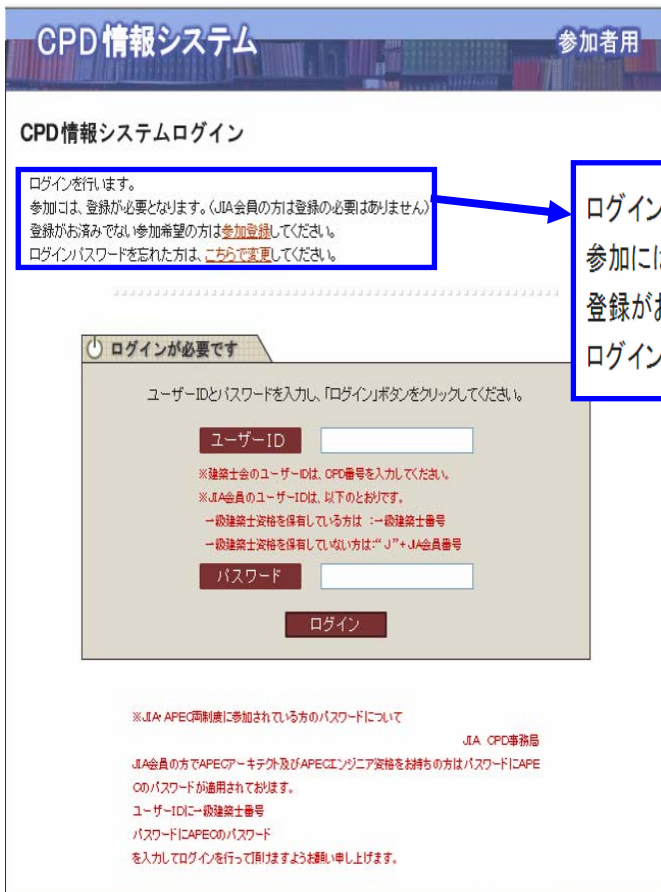 CPD情報システム
参加者用
CPD情報システムログイン
ログインを行います。
参加には、登録が必要となります。(JIA会員の方は登録の必要はありません)
登録がお済みでない参加希望の方は参加登録してください。
ログインパスワードを忘れた方は、こちらで変更してください。
ログイン
参加には
登録がお
ログイン
ログインが必要です
ユーザーIDとパスワードを入力し、「ログイン」ボタンをクリックしてください。
ユーザーID
※建築士会のユーザーIDは、CPD番号を入力してください。
※JIA会員のユーザーIDは、以下のとおりです。
一級建築士資格を保有している方は :一級建築士番号
一級建築士資格を保有していない方は:“J”+JIA会員番号
パスワード
ログイン
※JIA・APEC両制度に参加されている方のパスワードについて
JIA CPD事務局
JIA会員の方でAPECアーキテクト及びAPECエンジニア資格をお持ちの方はパスワードにAPE
Cのパスワードが適用されております。
ユーザーIDに一級建築士番号
パスワードにAPECのパスワード
を入力してログインを行って頂けますようお願い申し上げます。